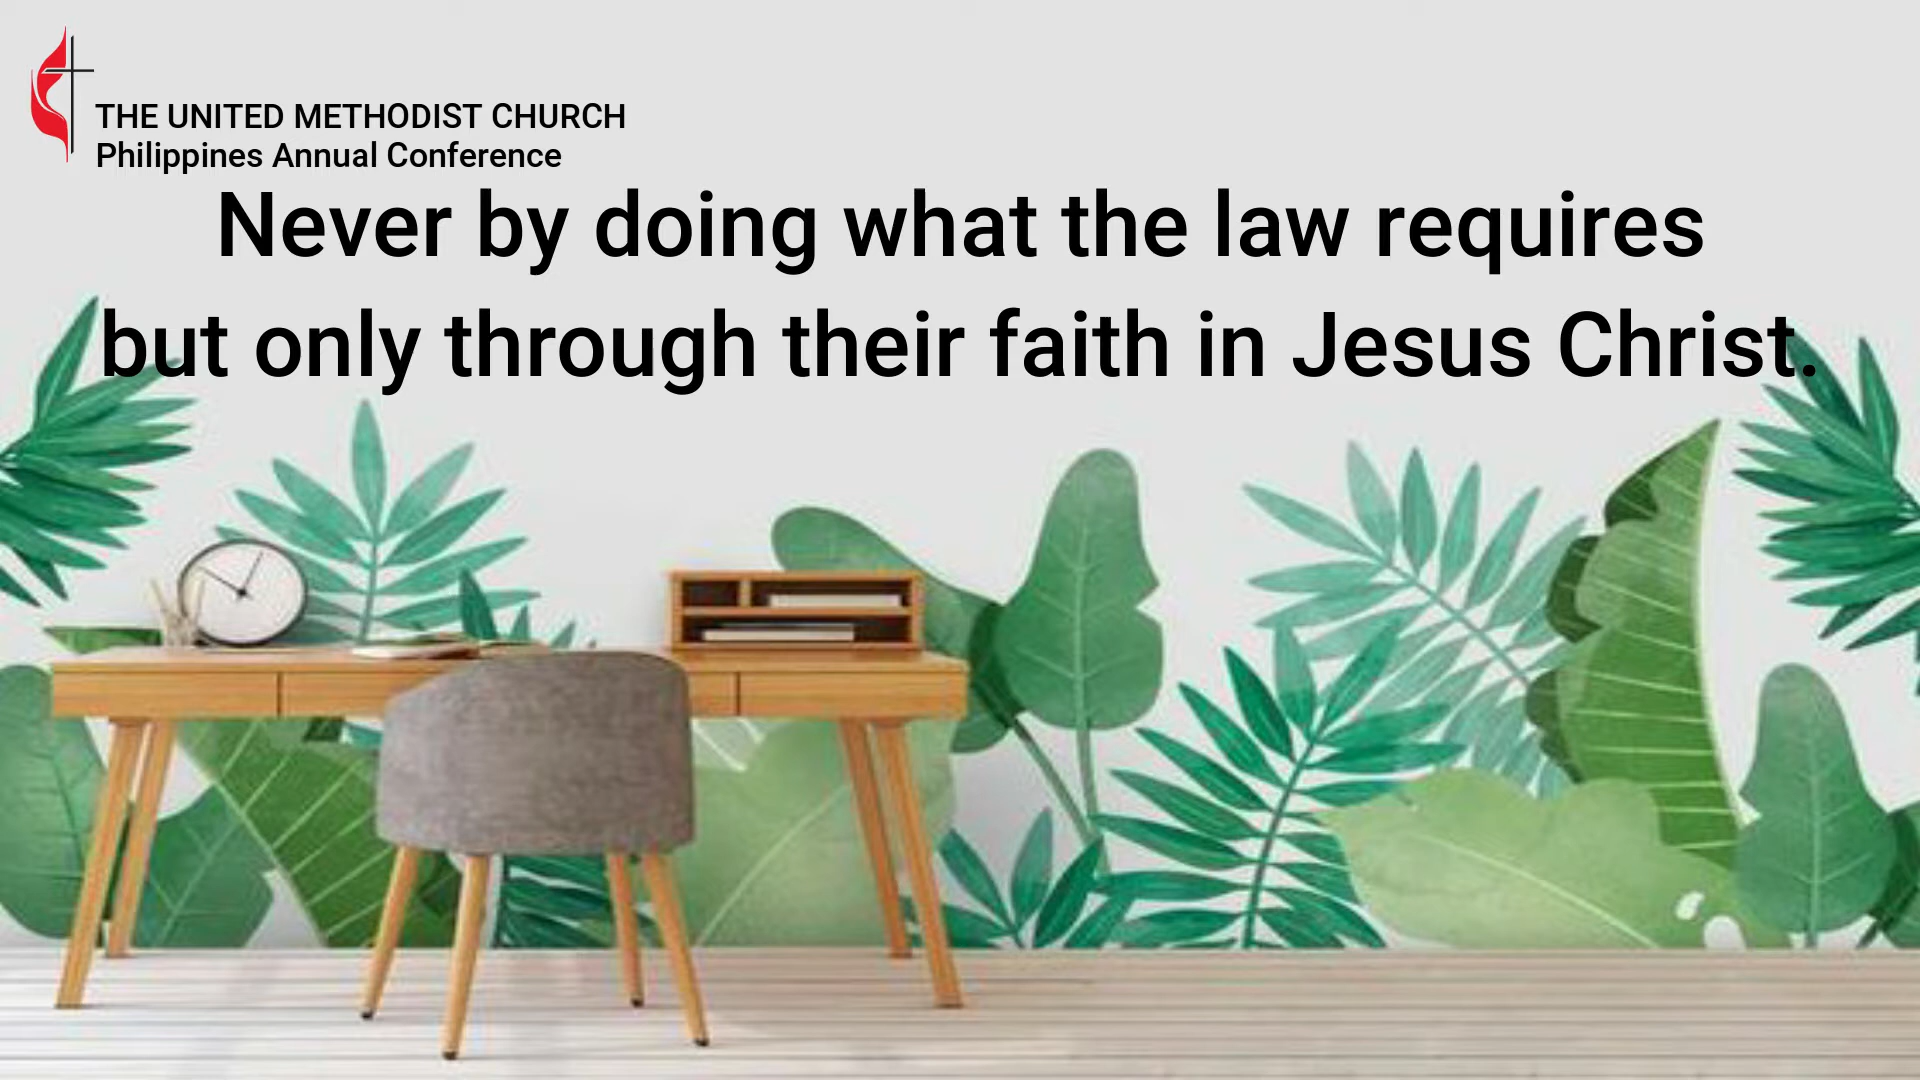 THE UNITED METHODIST CHURCH
Philippines Annual Conference
Never by doing what the law requires
but only through their faith in Jesus Christ.